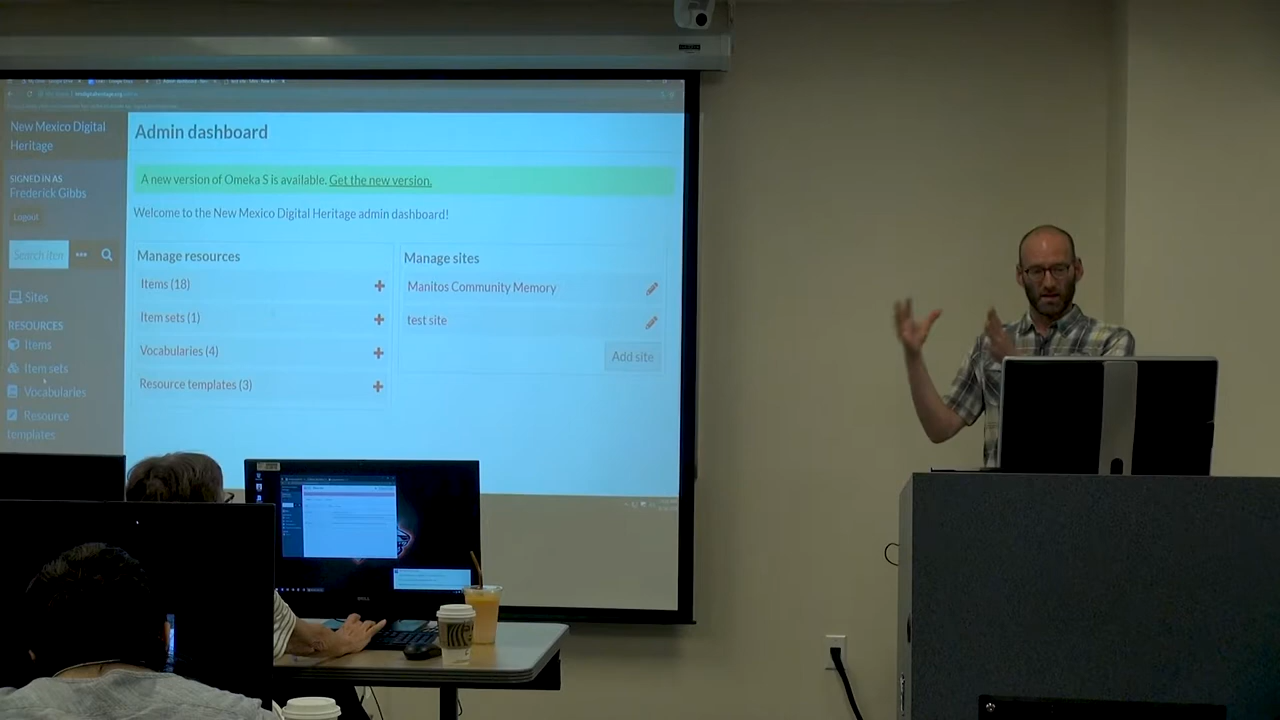 New Mexico Digital
Heritage
SIGNED IN AS
Frederick Gibbs
Logout
Search item
Sites
RESOURCES
Items
Item sets
Vocabularies
Resource
templates
Admin dashboard
A new version of Omeka S is available. Get the new version.
Welcome to the New Mexico Digital Heritage admin dashboard!
Manage resources
Items (18)
Item sets (1)
Vocabularies (4)
Resource templates (3)
Manage sites
Manitos Community Memory
test site
Add site
DELL